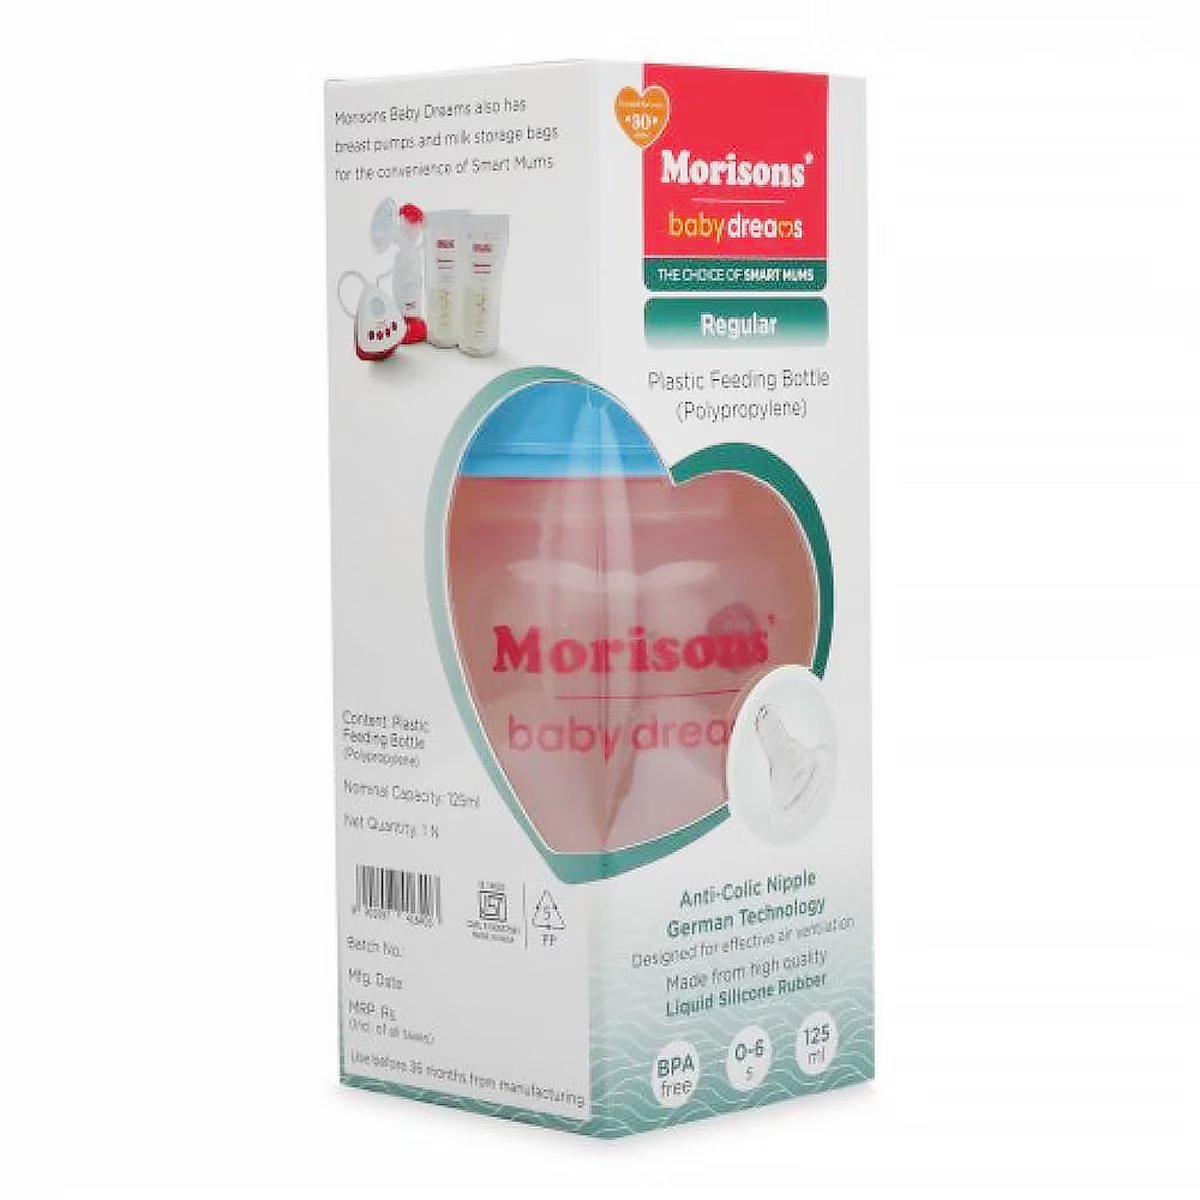 Morisons Baby Dreams also has
breast pumps and milk storage bags
for the convenience of Smart Mums
30
Morisons
baby dreams
THE CHOICE OF SMART MUMS
Regular
Plastic Feeding Bottle
(Polypropylene)
Morisons
baby drea
Content: Plastic
Feeding Bottle
(Polypropylene)
Nominal Capacity: 125ml
Net Quantity: 1 N
5
PP
Batch No.
Mfg. Date
MRP. Rs.
(Incl. of all taxes)
Use before 36 months from manufacturing
Anti-Colic Nipple
German Technology
Designed for effective air ventilation
Made from high quality
Liquid Silicone Rubber
BPA
free
0-6
s
125
ml